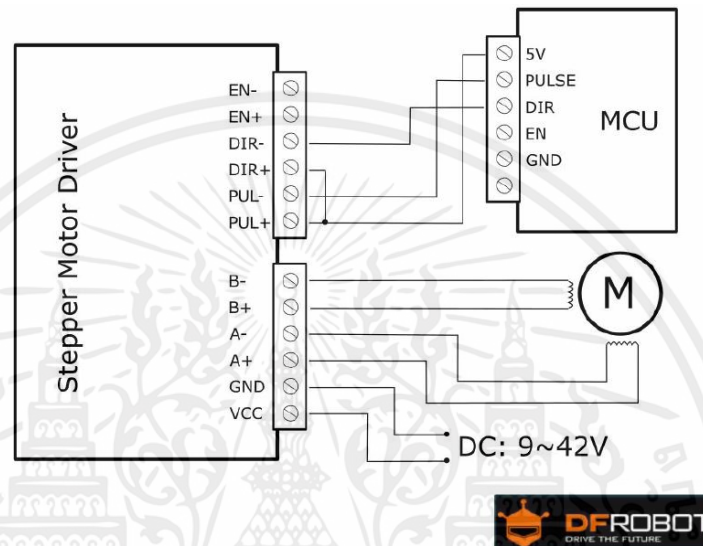 Stepper Motor Driver
EN-
EN+
DIR-
DIR+
PUL-
PUL+
B-
B+
A-
A+
GND
VCC
5V
PULSE
DIR
EN
GND
MCU
M
DC: 9~42V
DFROBOT
DRIVE THE FUTURE